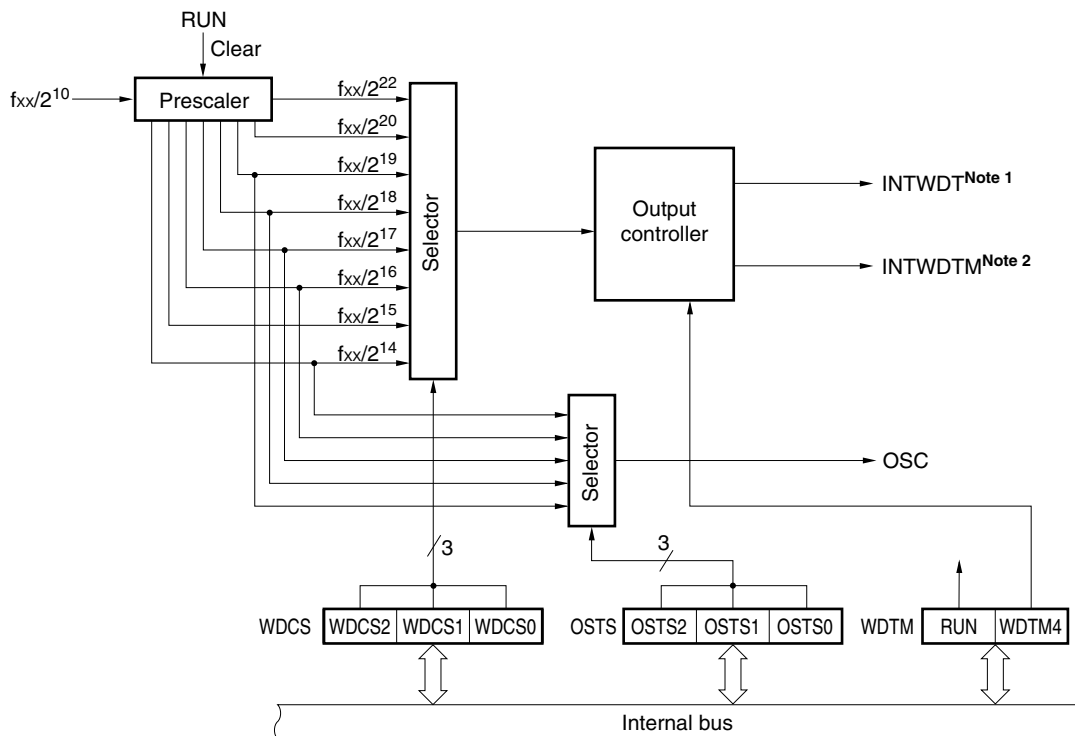 RUN
Clear
fxx/2^10
Prescaler
fxx/2^22
fxx/2^20
fxx/2^19
fxx/2^18
fxx/2^17
fxx/2^16
fxx/2^15
fxx/2^14
Selector
Output
controller
INTWDT^Note 1
INTWDTM^Note 2
Selector
OSC
3
3
WDCS
WDCS2
WDCS1
WDCS0
OSTS
OSTS2
OSTS1
OSTS0
WDTM
RUN
WDTM4
Internal bus